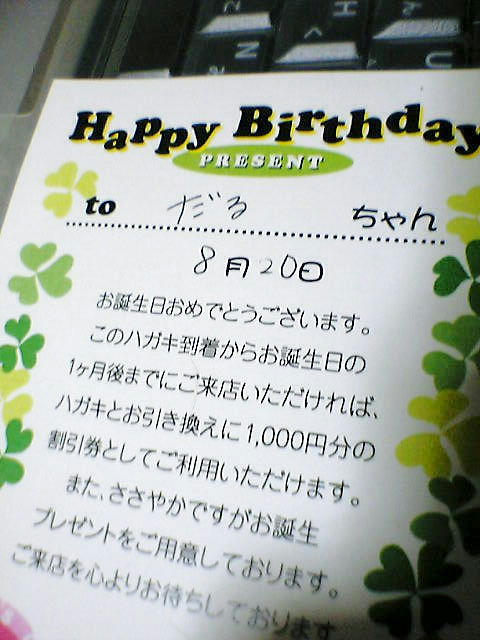 Happy Birthday
PRESENT
to だる ちゃん
8月20日
お誕生日おめでとうございます。
このハガキ到着からお誕生日の
1ヶ月後までにご来店いただければ、
ハガキとお引き換えに1,000円分の
割引券としてご利用いただけます。
また、ささやかですがお誕生
プレゼントをご用意しております。
ご来店を心よりお待ちしております
N
H
U